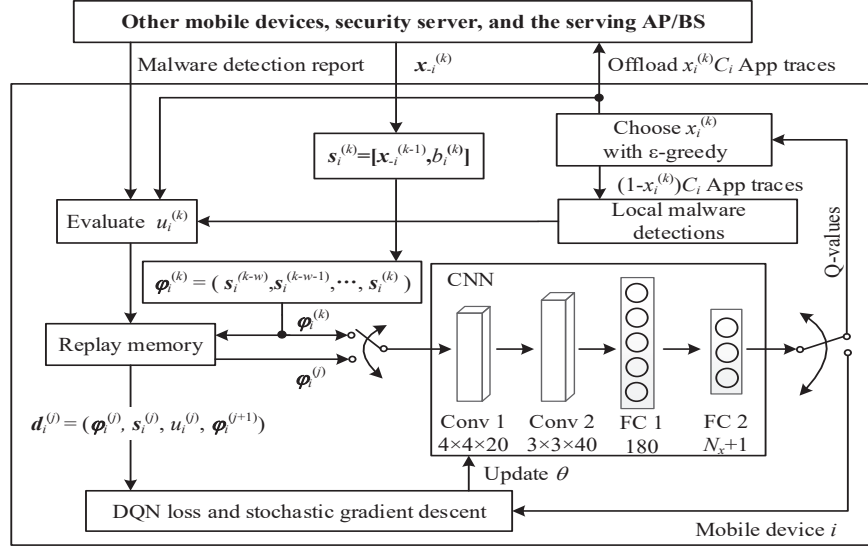 Other mobile devices, security server, and the serving AP/BS
Malware detection report
x₋ᵢ⁽ᵏ⁾
Offload xᵢ⁽ᵏ⁾Cᵢ App traces
Choose xᵢ⁽ᵏ⁾
with ε-greedy
sᵢ⁽ᵏ⁾=[x₋ᵢ⁽ᵏ⁻¹⁾,bᵢ⁽ᵏ⁾]
(1-xᵢ⁽ᵏ⁾)Cᵢ App traces
Evaluate uᵢ⁽ᵏ⁾
Local malware
detections
Q-values
φᵢ⁽ᵏ⁾ = ( sᵢ⁽ᵏ⁻ʷ⁾,sᵢ⁽ᵏ⁻ʷ⁻¹⁾,⋯, sᵢ⁽ᵏ⁾ )
CNN
φᵢ⁽ᵏ⁾
Replay memory
φᵢ⁽ʲ⁾
dᵢ⁽ʲ⁾ = (φᵢ⁽ʲ⁾, sᵢ⁽ʲ⁾, uᵢ⁽ʲ⁾, φᵢ⁽ʲ⁺¹⁾)
Conv 1 Conv 2 FC 1 FC 2
4×4×20 3×3×40 180 Nₓ+1
Update θ
DQN loss and stochastic gradient descent
Mobile device i